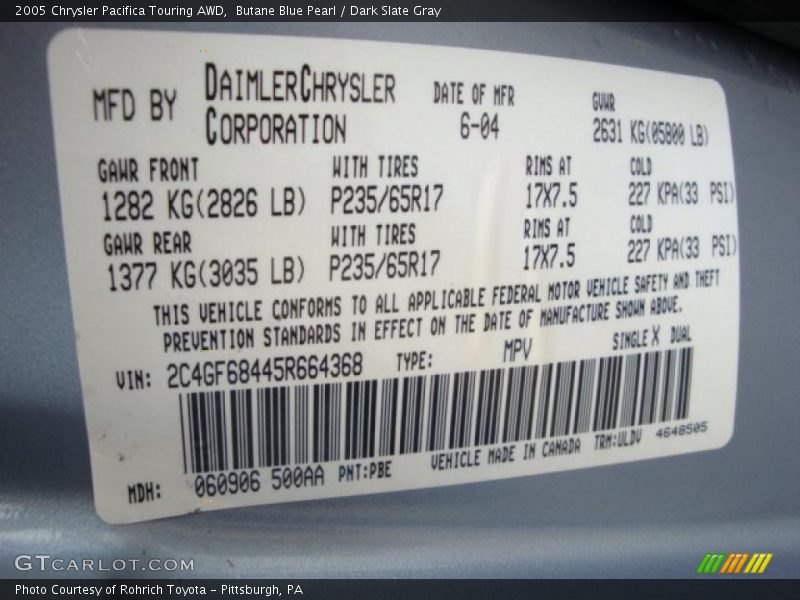 2005 Chrysler Pacifica Touring AWD,  Butane Blue Pearl / Dark Slate Gray
MFD BY DAIMLERCHRYSLER CORPORATION
DATE OF MFR 6-04
GVWR 2631 KG(05800 LB)
GAWR FRONT WITH TIRES RIMS AT COLD
1282 KG(2826 LB) P235/65R17 17X7.5 227 KPA(33 PSI)
GAWR REAR WITH TIRES RIMS AT COLD
1377 KG(3035 LB) P235/65R17 17X7.5 227 KPA(33 PSI)
THIS VEHICLE CONFORMS TO ALL APPLICABLE FEDERAL MOTOR VEHICLE SAFETY AND THEFT
PREVENTION STANDARDS IN EFFECT ON THE DATE OF MANUFACTURE SHOWN ABOVE.
VIN: 2C4GF68445R664368 TYPE: MPV SINGLE X DUAL
MDH: 060906 500AA PNT:PBE VEHICLE MADE IN CANADA TRM:ULDV 4648505
GTCARLOT.COM
Photo Courtesy of Rohrich Toyota - Pittsburgh, PA